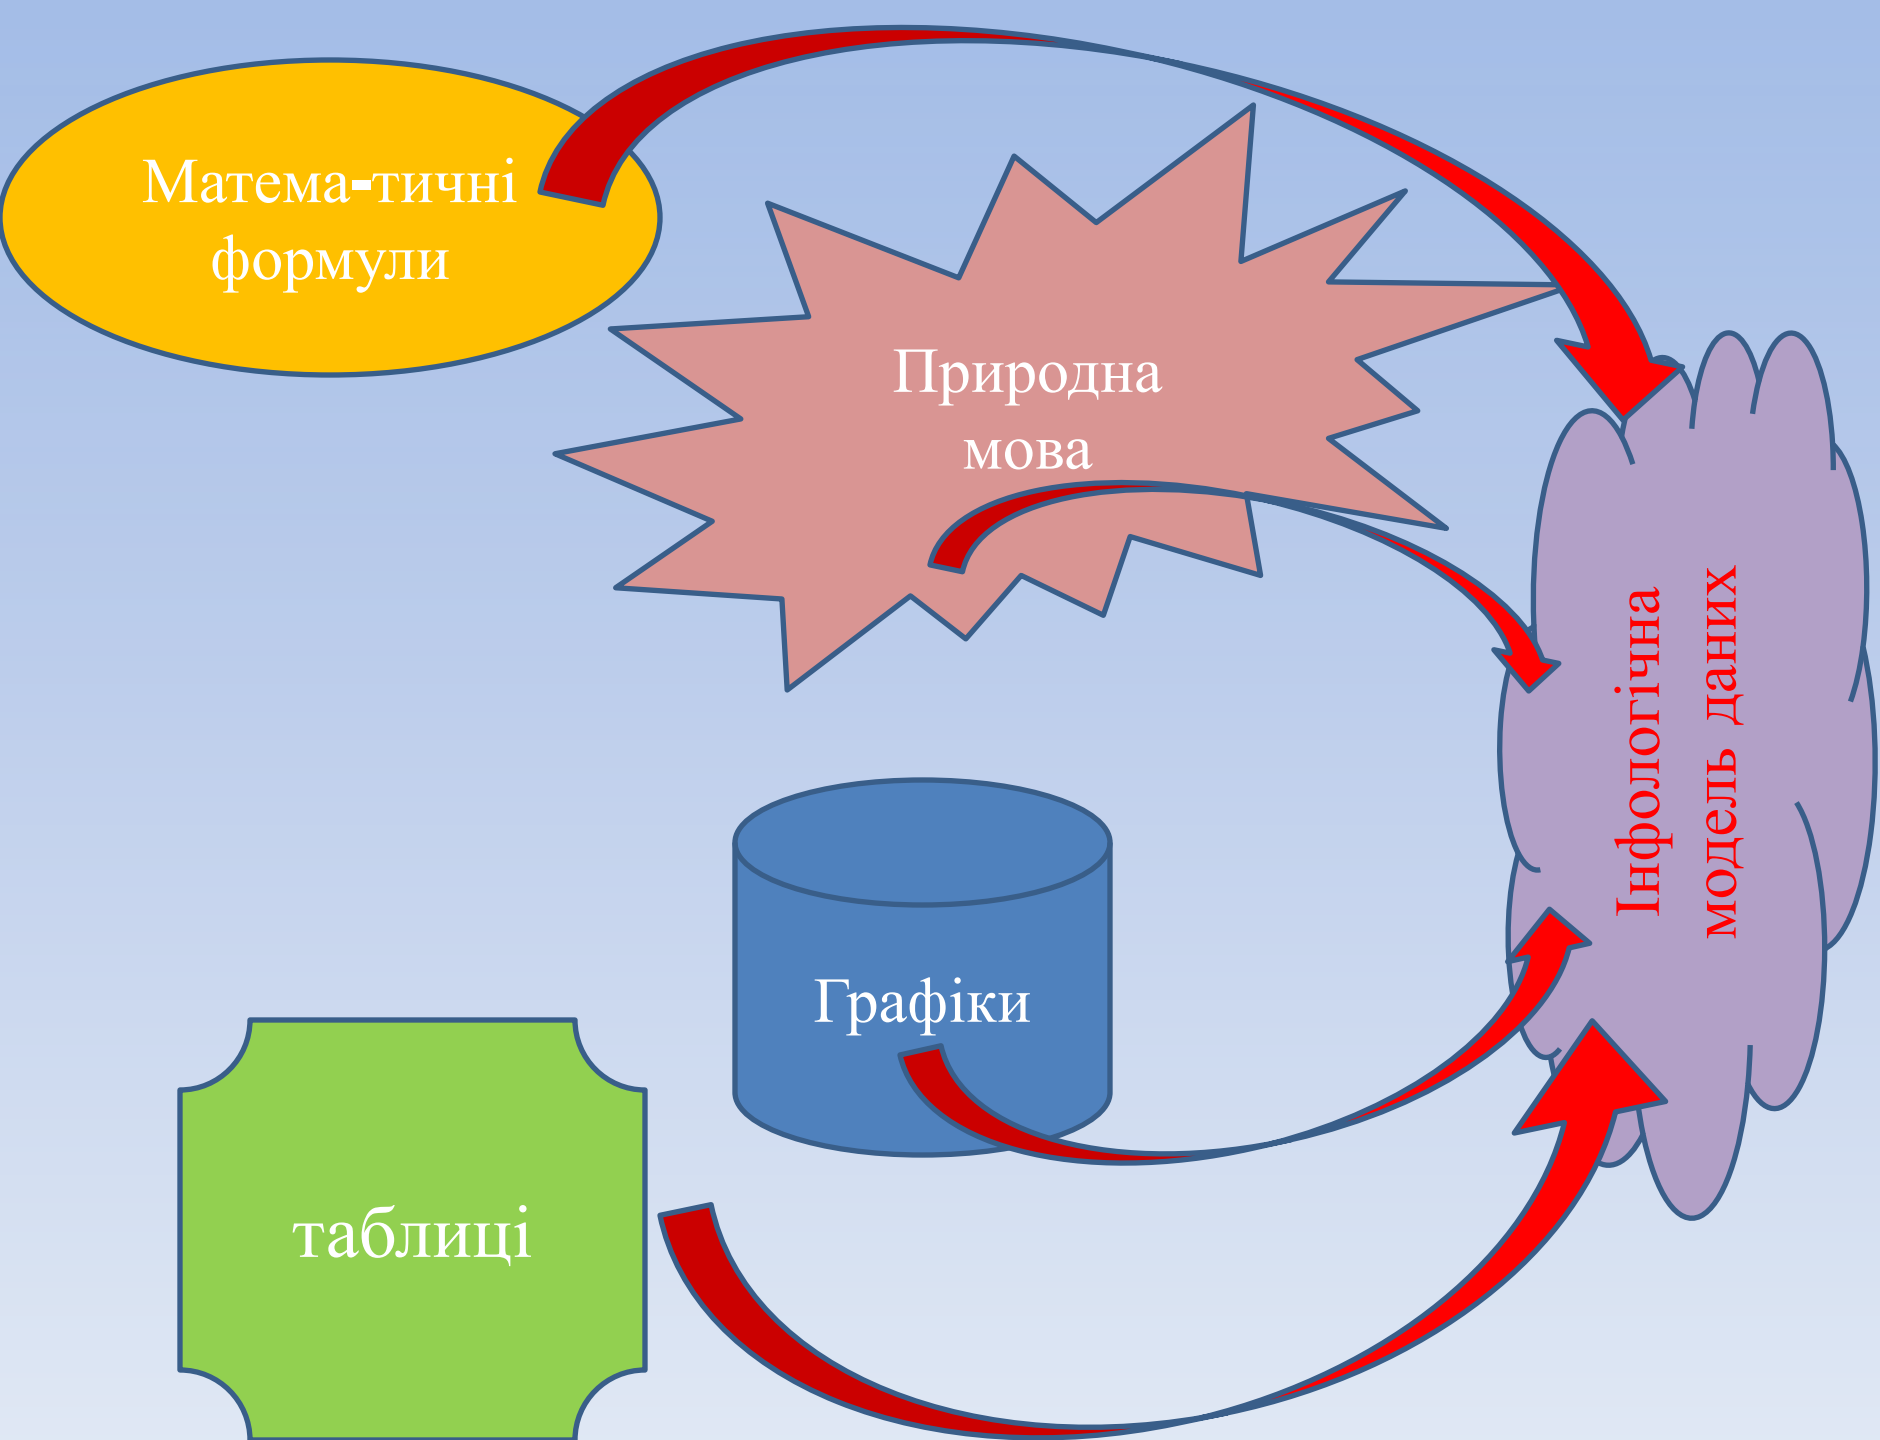 Матема-тичні
формули
Природна
мова
Інфологічна
модель даних
Графіки
таблиці